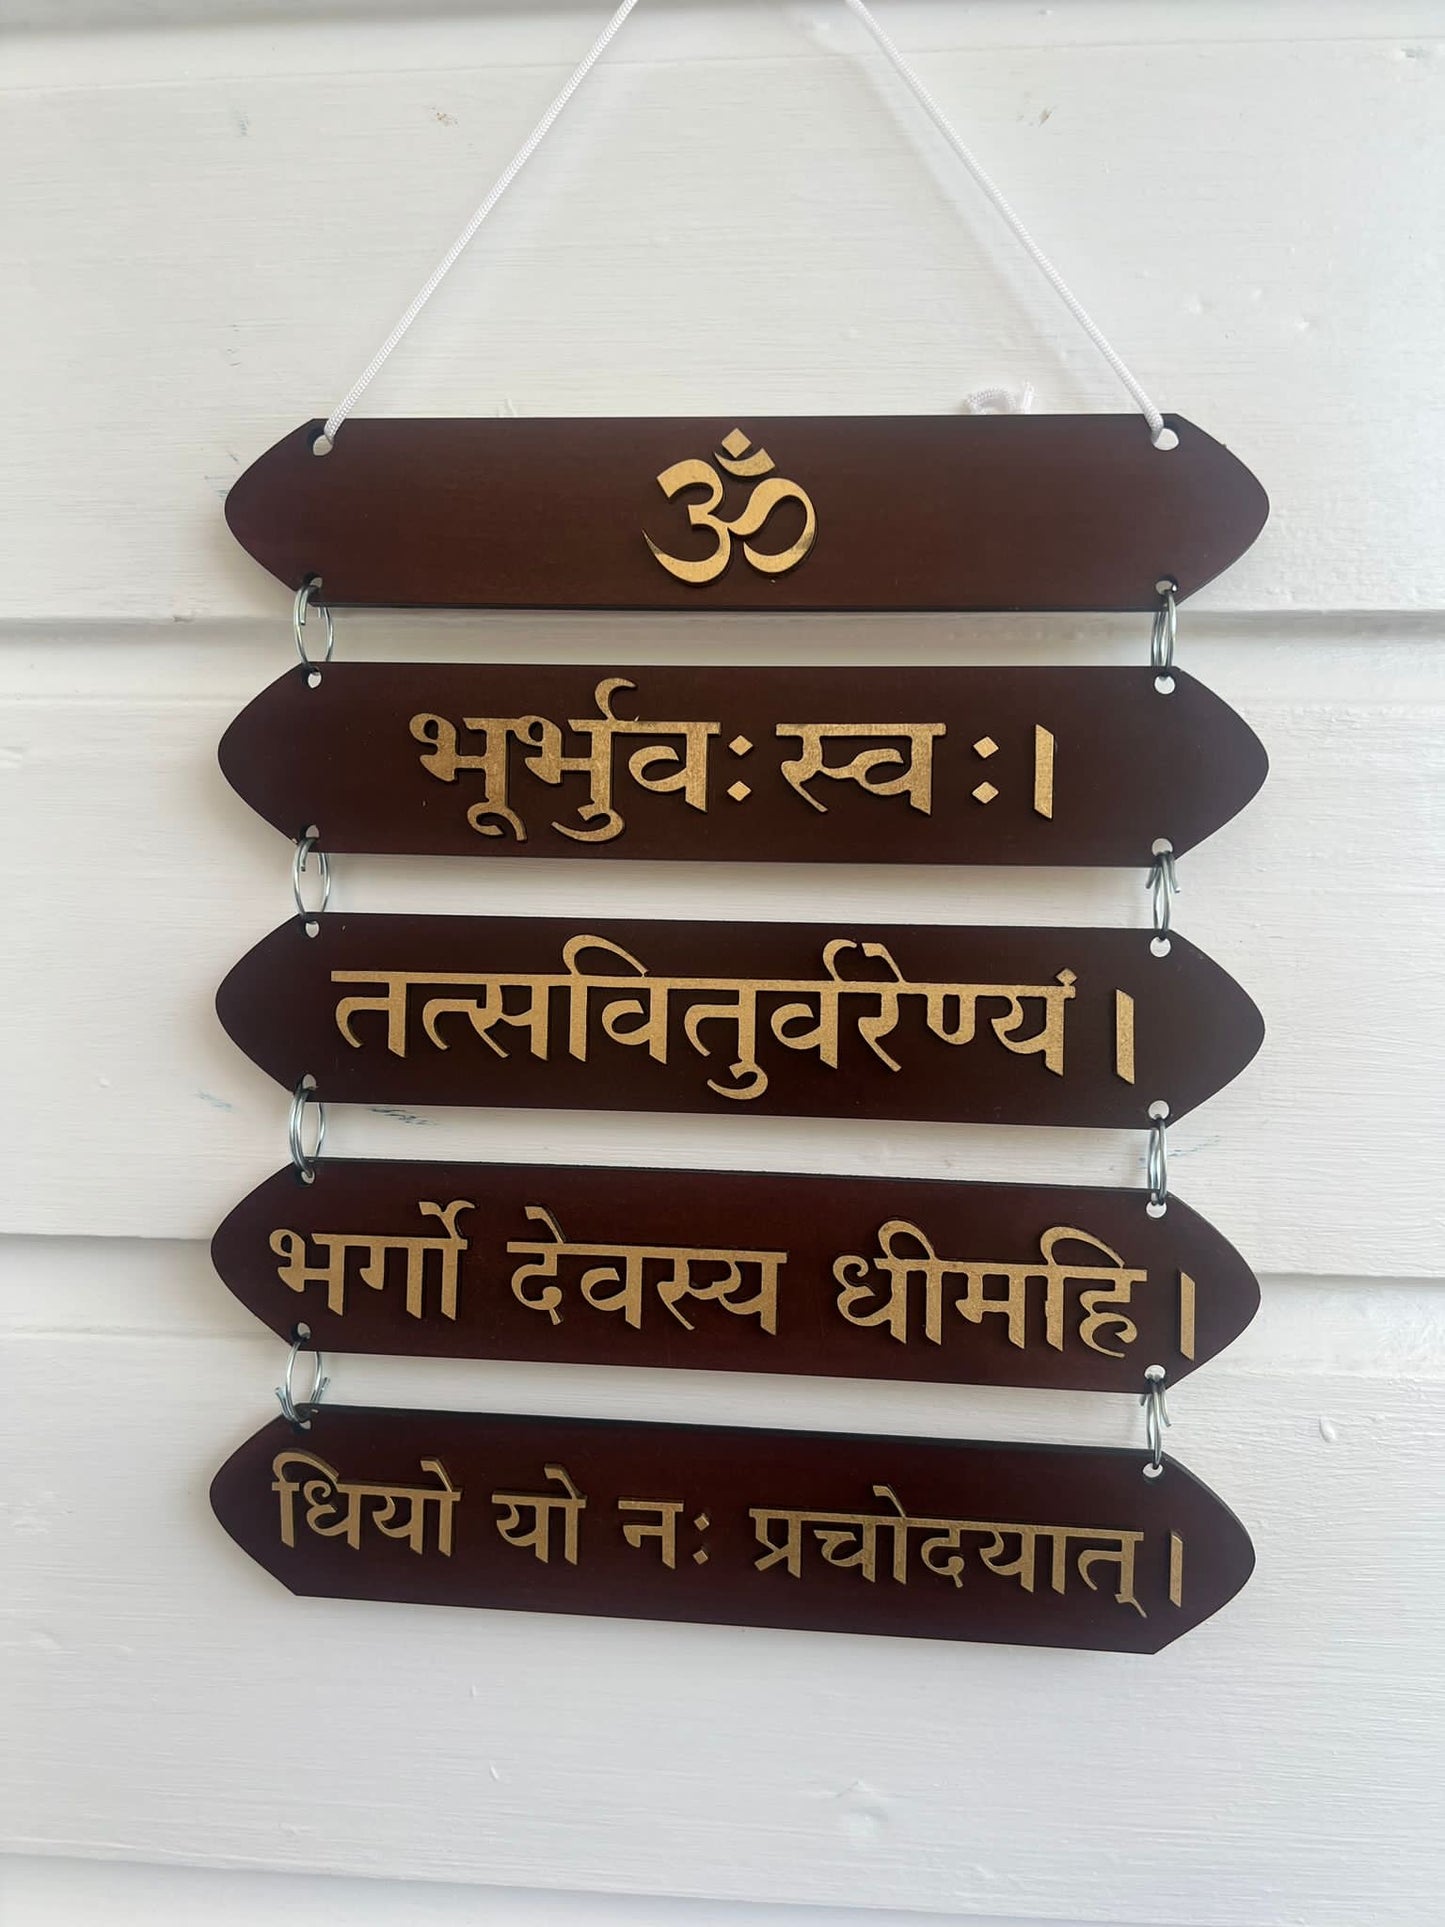 ॐ
भूर्भुवः स्वः ।
तत्सवितुर्वरेण्यं ।
भर्गो देवस्य धीमहि ।
धियो यो नः प्रचोदयात् ।